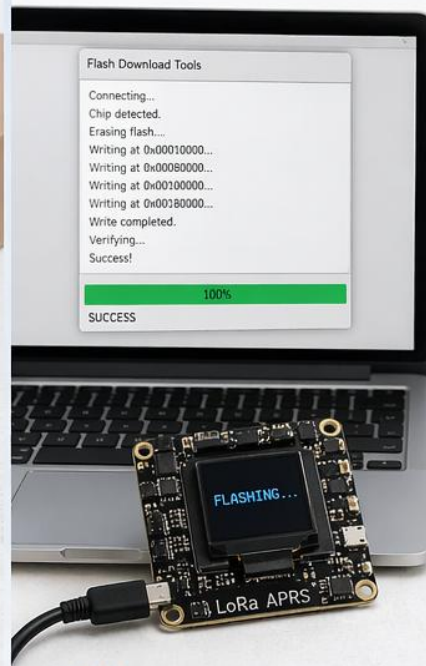 Flash Download Tools
Connecting...
Chip detected.
Erasing flash....
Writing at 0x00010000...
Writing at 0x00080000...
Writing at 0x00100000...
Writing at 0x00180000...
Write completed.
Verifying...
Success!
100%
SUCCESS
FLASHING...
LoRa APRS